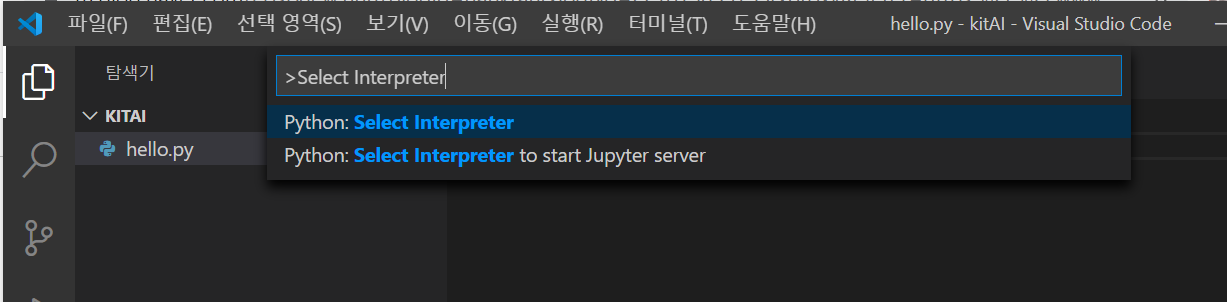 파일(F) 편집(E) 선택 영역(S) 보기(V) 이동(G) 실행(R) 터미널(T) 도움말(H) hello.py - kitAI - Visual Studio Code
탐색기
>Select Interpreter
KITAI
Python: Select Interpreter
hello.py
Python: Select Interpreter to start Jupyter server